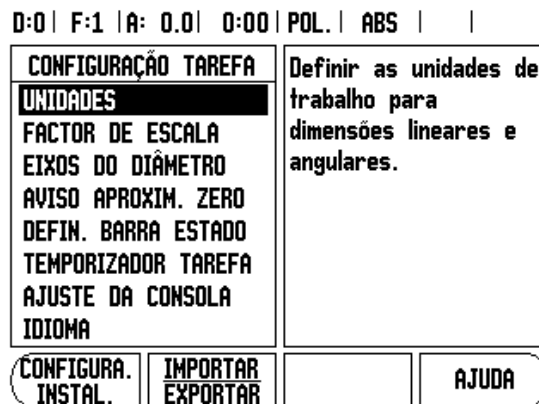 D:0 | F:1 | A: 0.0 | 0:00 | POL. | ABS | |
CONFIGURAÇÃO TAREFA
UNIDADES
FACTOR DE ESCALA
EIXOS DO DIÂMETRO
AVISO APROXIM. ZERO
DEFIN. BARRA ESTADO
TEMPORIZADOR TAREFA
AJUSTE DA CONSOLA
IDIOMA
Definir as unidades de
trabalho para
dimensões lineares e
angulares.
CONFIGURA.
INSTAL.
IMPORTAR
EXPORTAR
AJUDA